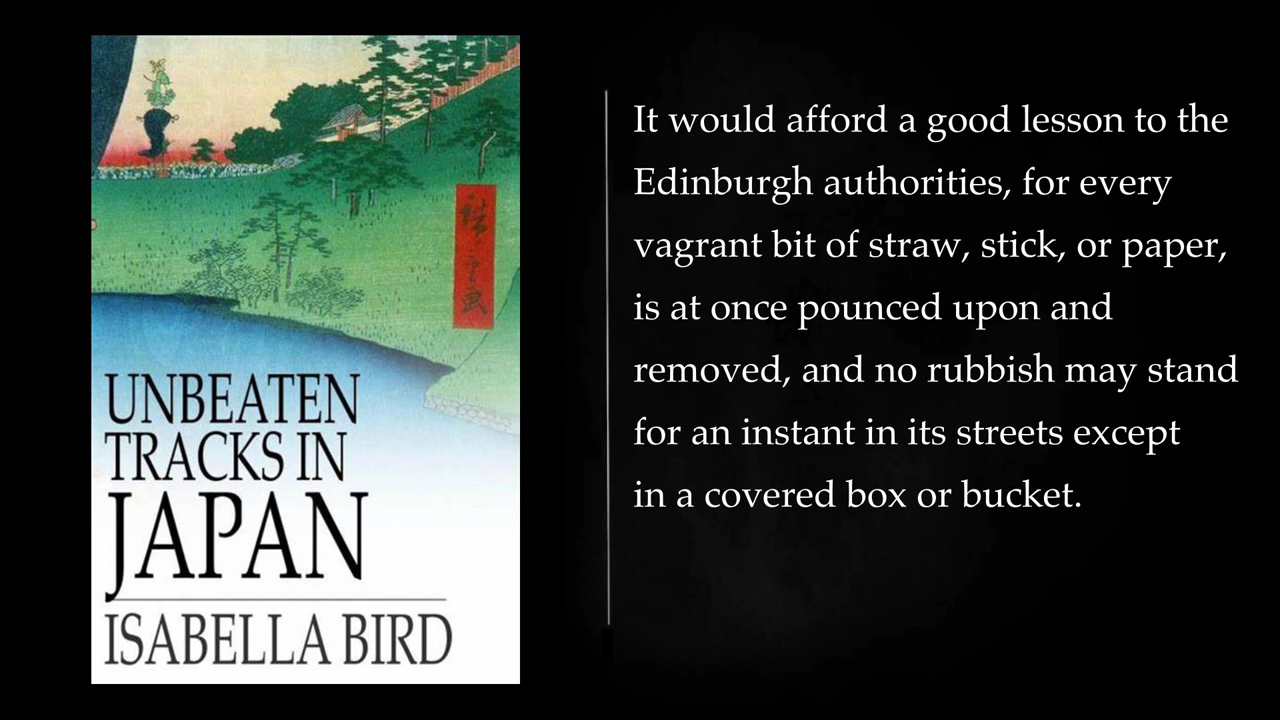 UNBEATEN
TRACKS IN
JAPAN
ISABELLA BIRD
It would afford a good lesson to the
Edinburgh authorities, for every
vagrant bit of straw, stick, or paper,
is at once pounced upon and
removed, and no rubbish may stand
for an instant in its streets except
in a covered box or bucket.